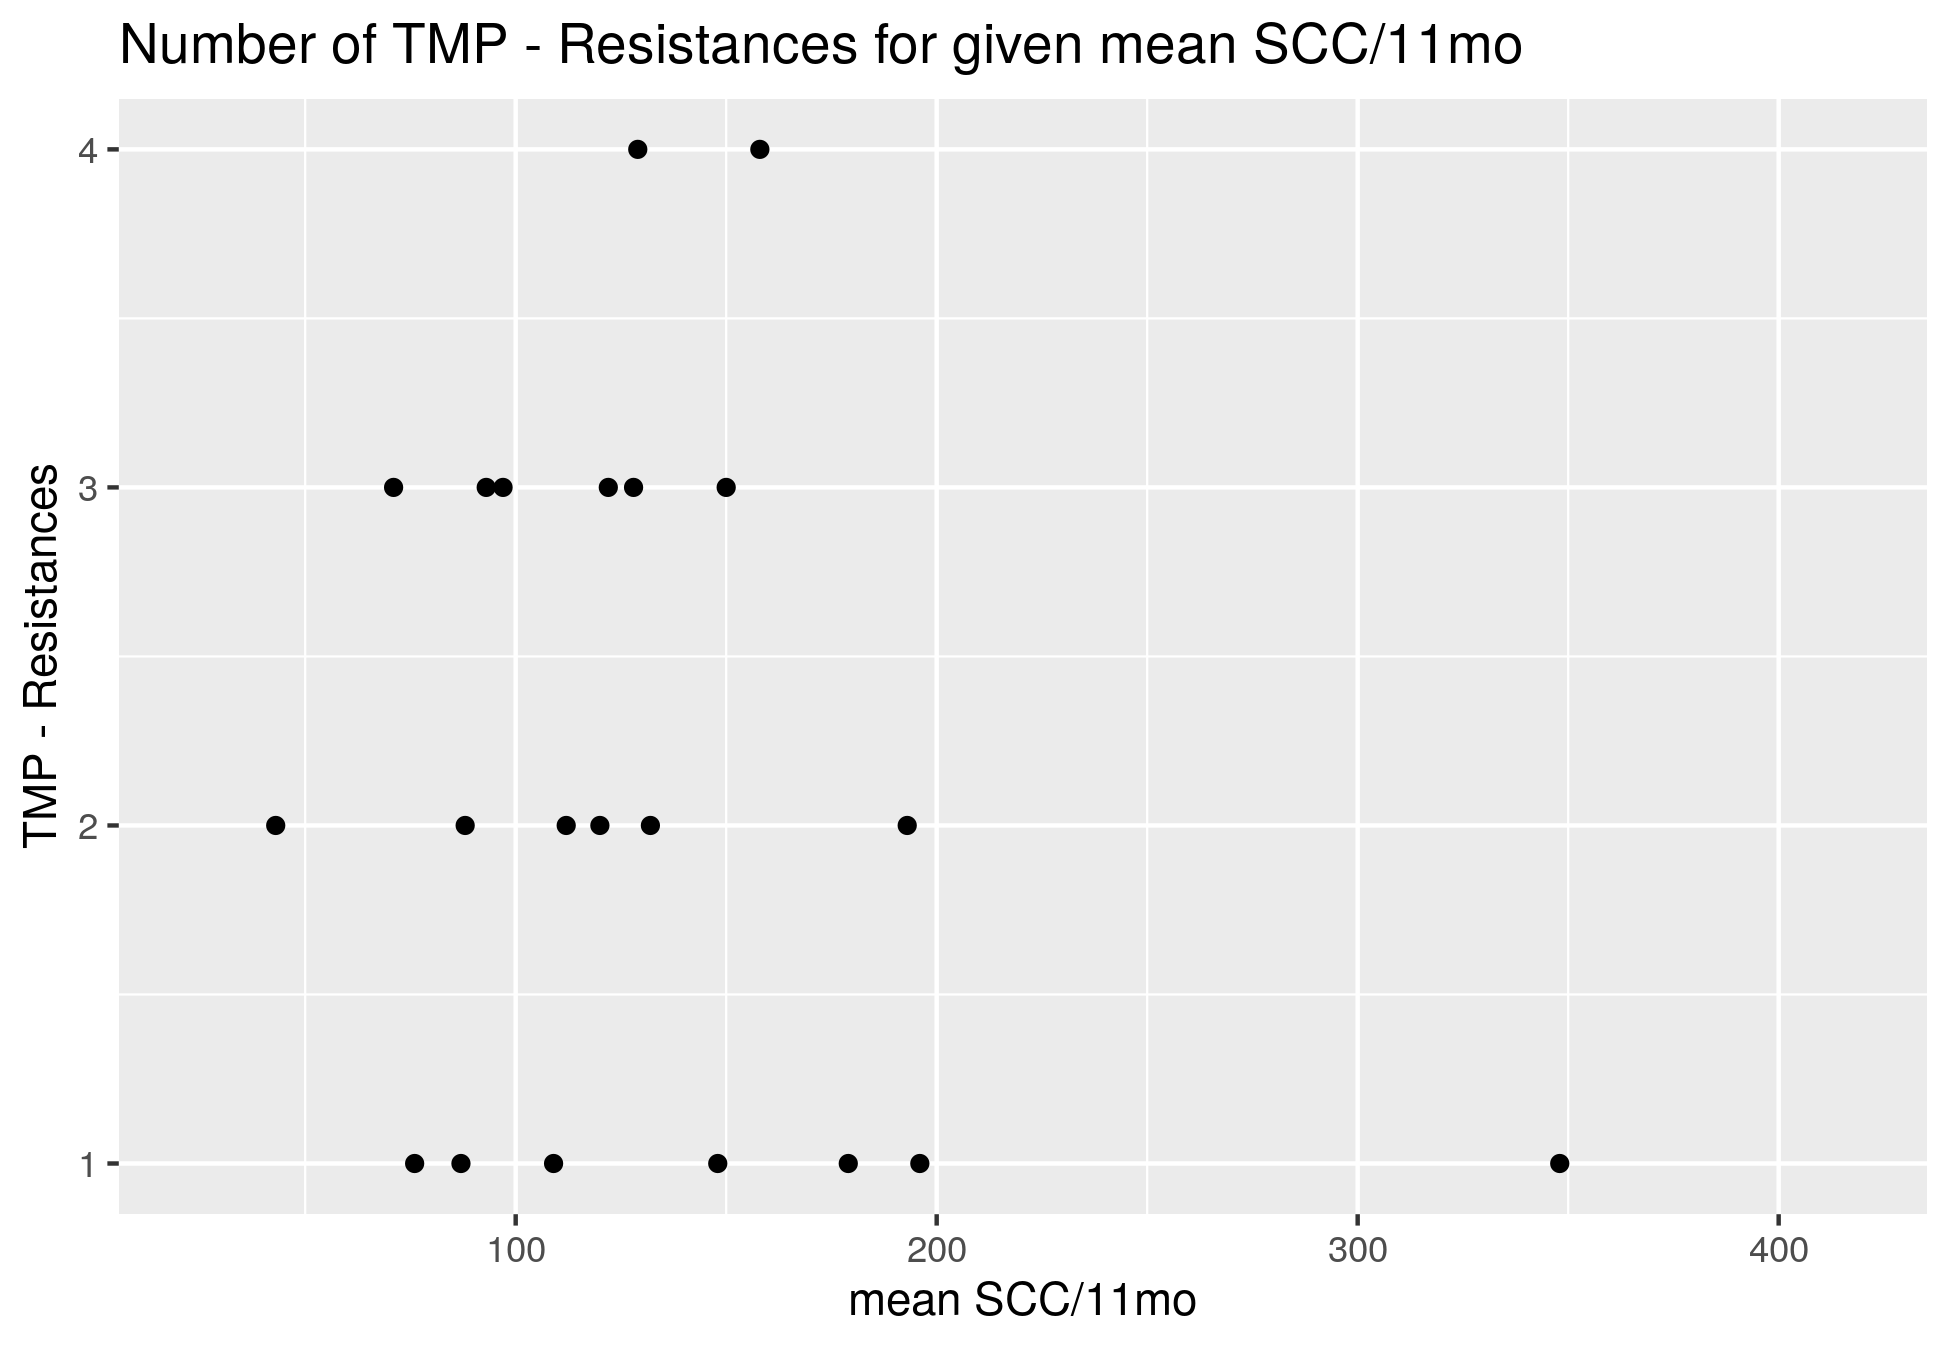 Number of TMP - Resistances for given mean SCC/11mo
TMP - Resistances
4
3
2
1
100 200 300 400
mean SCC/11mo